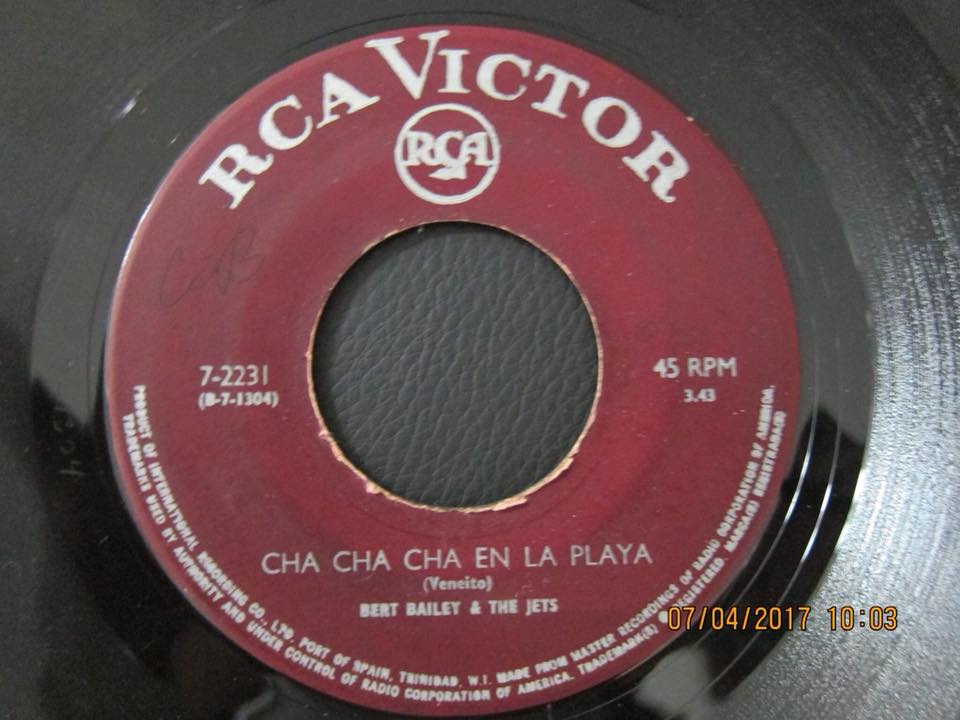 RCA VICTOR
RCA
7-2231
(B-7-1304)
45 RPM
3.43
CHA CHA CHA EN LA PLAYA
(Veneito)
BERT BAILEY & THE JETS
PRODUCT OF INTERNATIONAL RECORDING CO., LTD. PORT OF SPAIN, TRINIDAD, W.I. MADE FROM MASTER RECORDINGS OF RADIO CORPORATION OF AMERICA.
TRADEMARK USED BY AUTHORITY AND UNDER CONTROL OF RADIO CORPORATION OF AMERICA. TRADEMARK(S) REGISTERED. MARCA(S) REGISTRADA(S)
07/04/2017 10:03